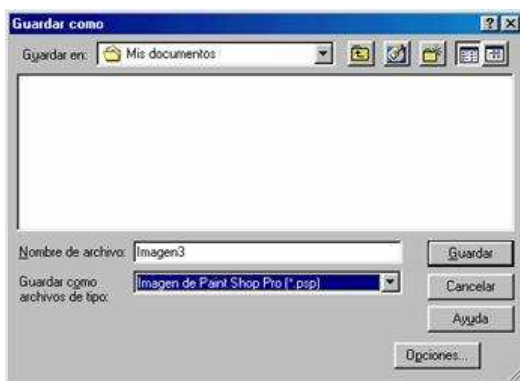 Guardar como
Guardar en: Mis documentos
Nombre de archivo: Imagen3 Guardar
Guardar como archivos de tipo: Imagen de Paint Shop Pro (*.psp) Cancelar
Ayuda
Opciones...